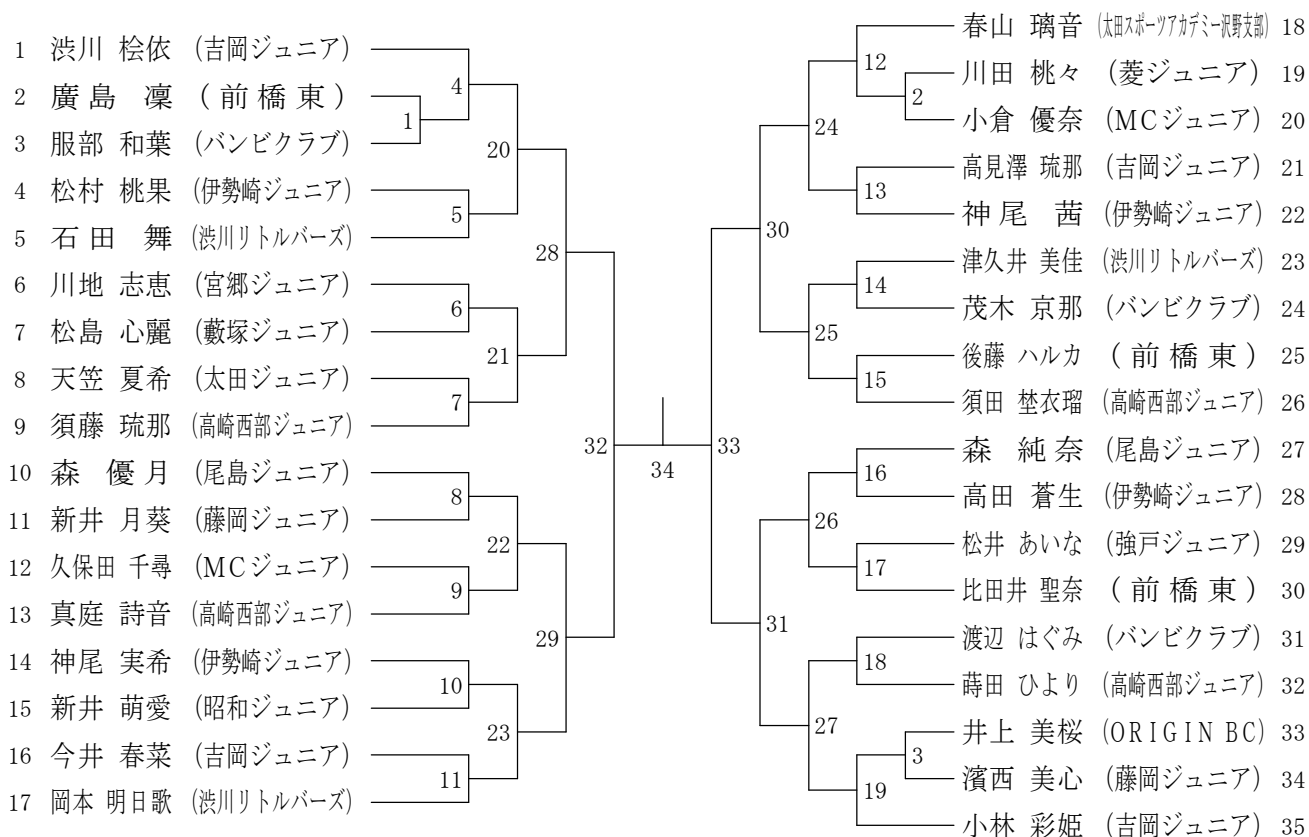 1 渋川 桧依 (吉岡ジュニア)
2 廣島 凜 (前橋東)
3 服部 和葉 (バンビクラブ)
4 松村 桃果 (伊勢崎ジュニア)
5 石田 舞 (渋川リトルバーズ)
6 川地 志恵 (宮郷ジュニア)
7 松島 心麗 (藪塚ジュニア)
8 天笠 夏希 (太田ジュニア)
9 須藤 琉那 (高崎西部ジュニア)
10 森 優月 (尾島ジュニア)
11 新井 月葵 (藤岡ジュニア)
12 久保田 千尋 (MCジュニア)
13 真庭 詩音 (高崎西部ジュニア)
14 神尾 実希 (伊勢崎ジュニア)
15 新井 萌愛 (昭和ジュニア)
16 今井 春菜 (吉岡ジュニア)
17 岡本 明日歌 (渋川リトルバーズ)
1
4
5
6
7
8
9
10
11
20
21
22
23
28
29
32
34
33
30
31
24
25
26
27
12
2
13
14
15
16
17
18
3
19
春山 璃音 (太田スポーツアカデミー沢野支部) 18
川田 桃々 (菱ジュニア) 19
小倉 優奈 (MCジュニア) 20
高見澤 琉那 (吉岡ジュニア) 21
神尾 茜 (伊勢崎ジュニア) 22
津久井 美佳 (渋川リトルバーズ) 23
茂木 京那 (バンビクラブ) 24
後藤 ハルカ (前橋東) 25
須田 埜衣瑠 (高崎西部ジュニア) 26
森 純奈 (尾島ジュニア) 27
高田 蒼生 (伊勢崎ジュニア) 28
松井 あいな (強戸ジュニア) 29
比田井 聖奈 (前橋東) 30
渡辺 はぐみ (バンビクラブ) 31
蒔田 ひより (高崎西部ジュニア) 32
井上 美桜 (ORIGIN BC) 33
濱西 美心 (藤岡ジュニア) 34
小林 彩姫 (吉岡ジュニア) 35